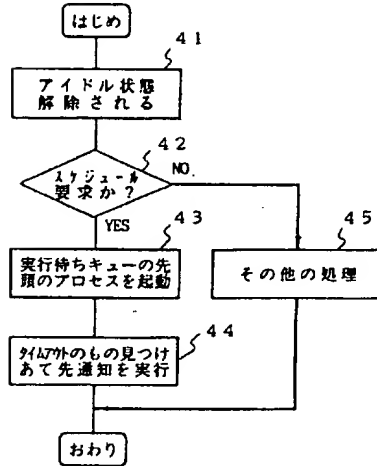 はじめ
41
アイドル状態
解除される
42
スケジュール
要求か?
NO.
YES
43
実行待ちキューの先
頭のプロセスを起動
45
その他の処理
44
タイムアウトのもの見つけ
あて先通知を実行
おわり